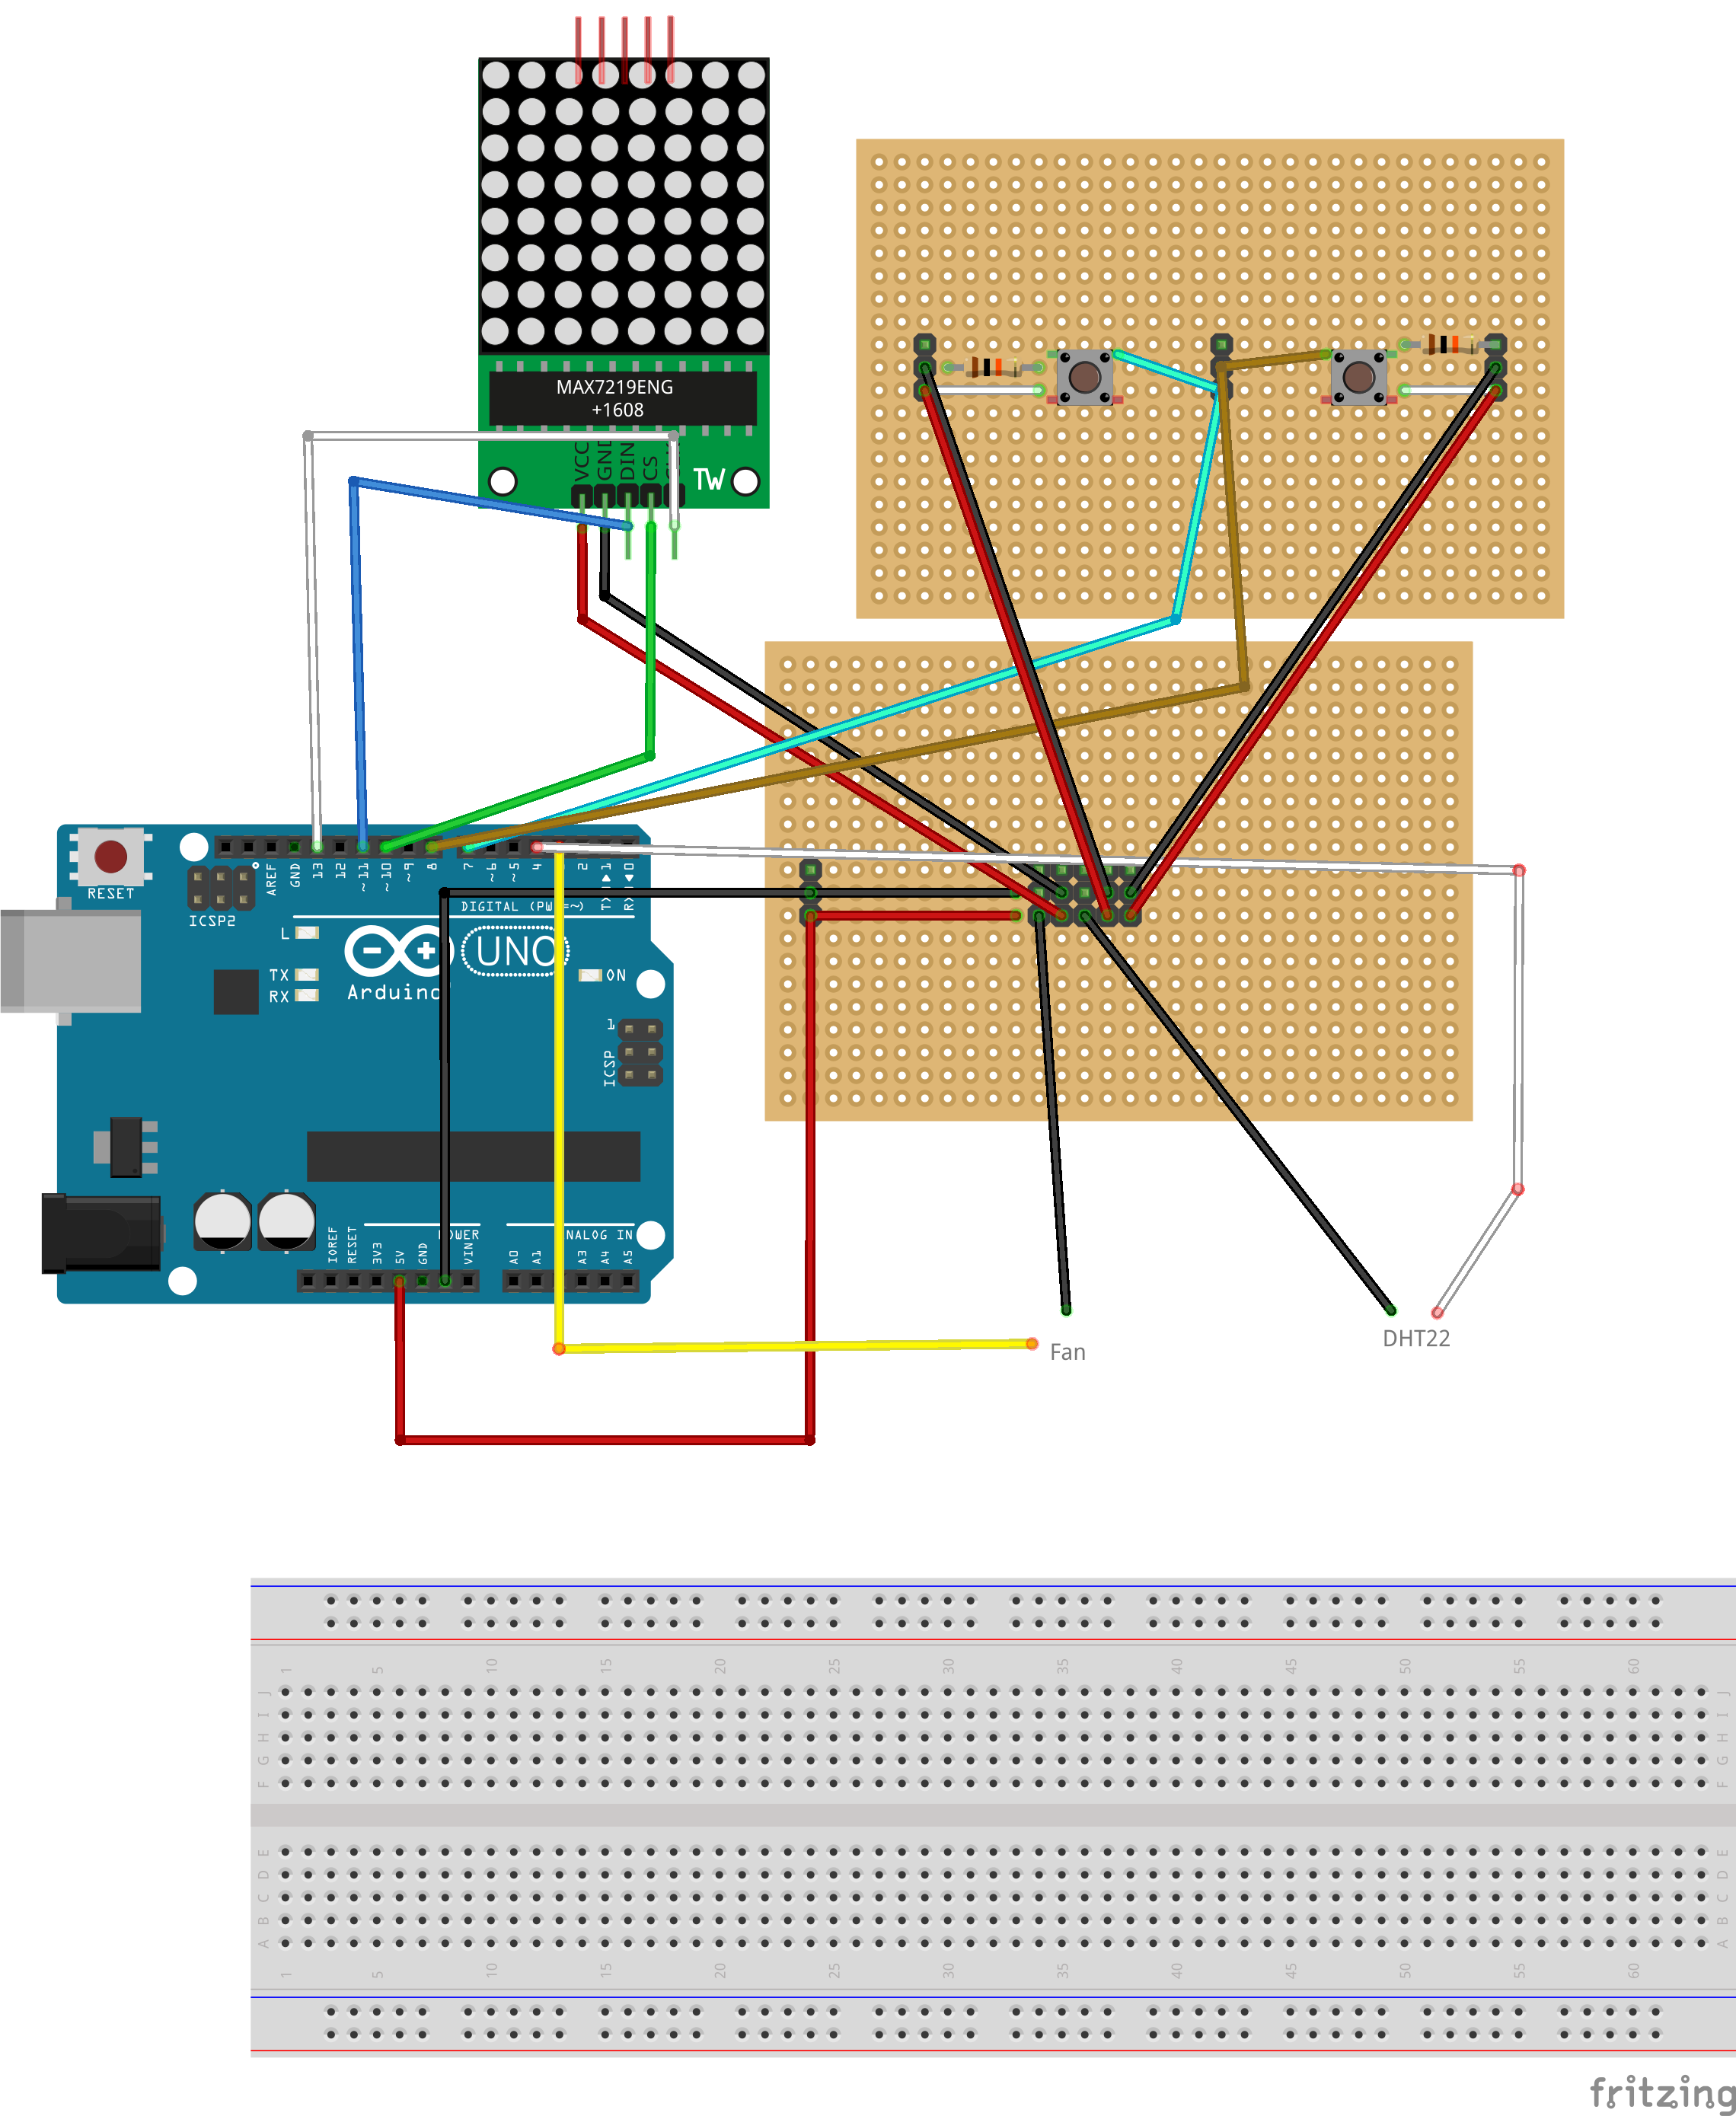 MAX7219ENG
+1608
VCC
GND
DIN
CS
TW
RESET
ICSP2
AREF
GND
13
12
~11
~10
~9
8
7
~6
~5
4
2
TX▶1
RX◀0
DIGITAL (PWM=~)
L
TX
RX
UNO
Arduino
ON
1
ICSP
IOREF
RESET
3V3
5V
GND
VIN
POWER
A0
A1
A3
A4
A5
ANALOG IN
Fan
DHT22
1 5 10 15 20 25 30 35 40 45 50 55 60
J J
I I
H H
G G
F F
E E
D D
C C
B B
A A
1 5 10 15 20 25 30 35 40 45 50 55 60
fritzing